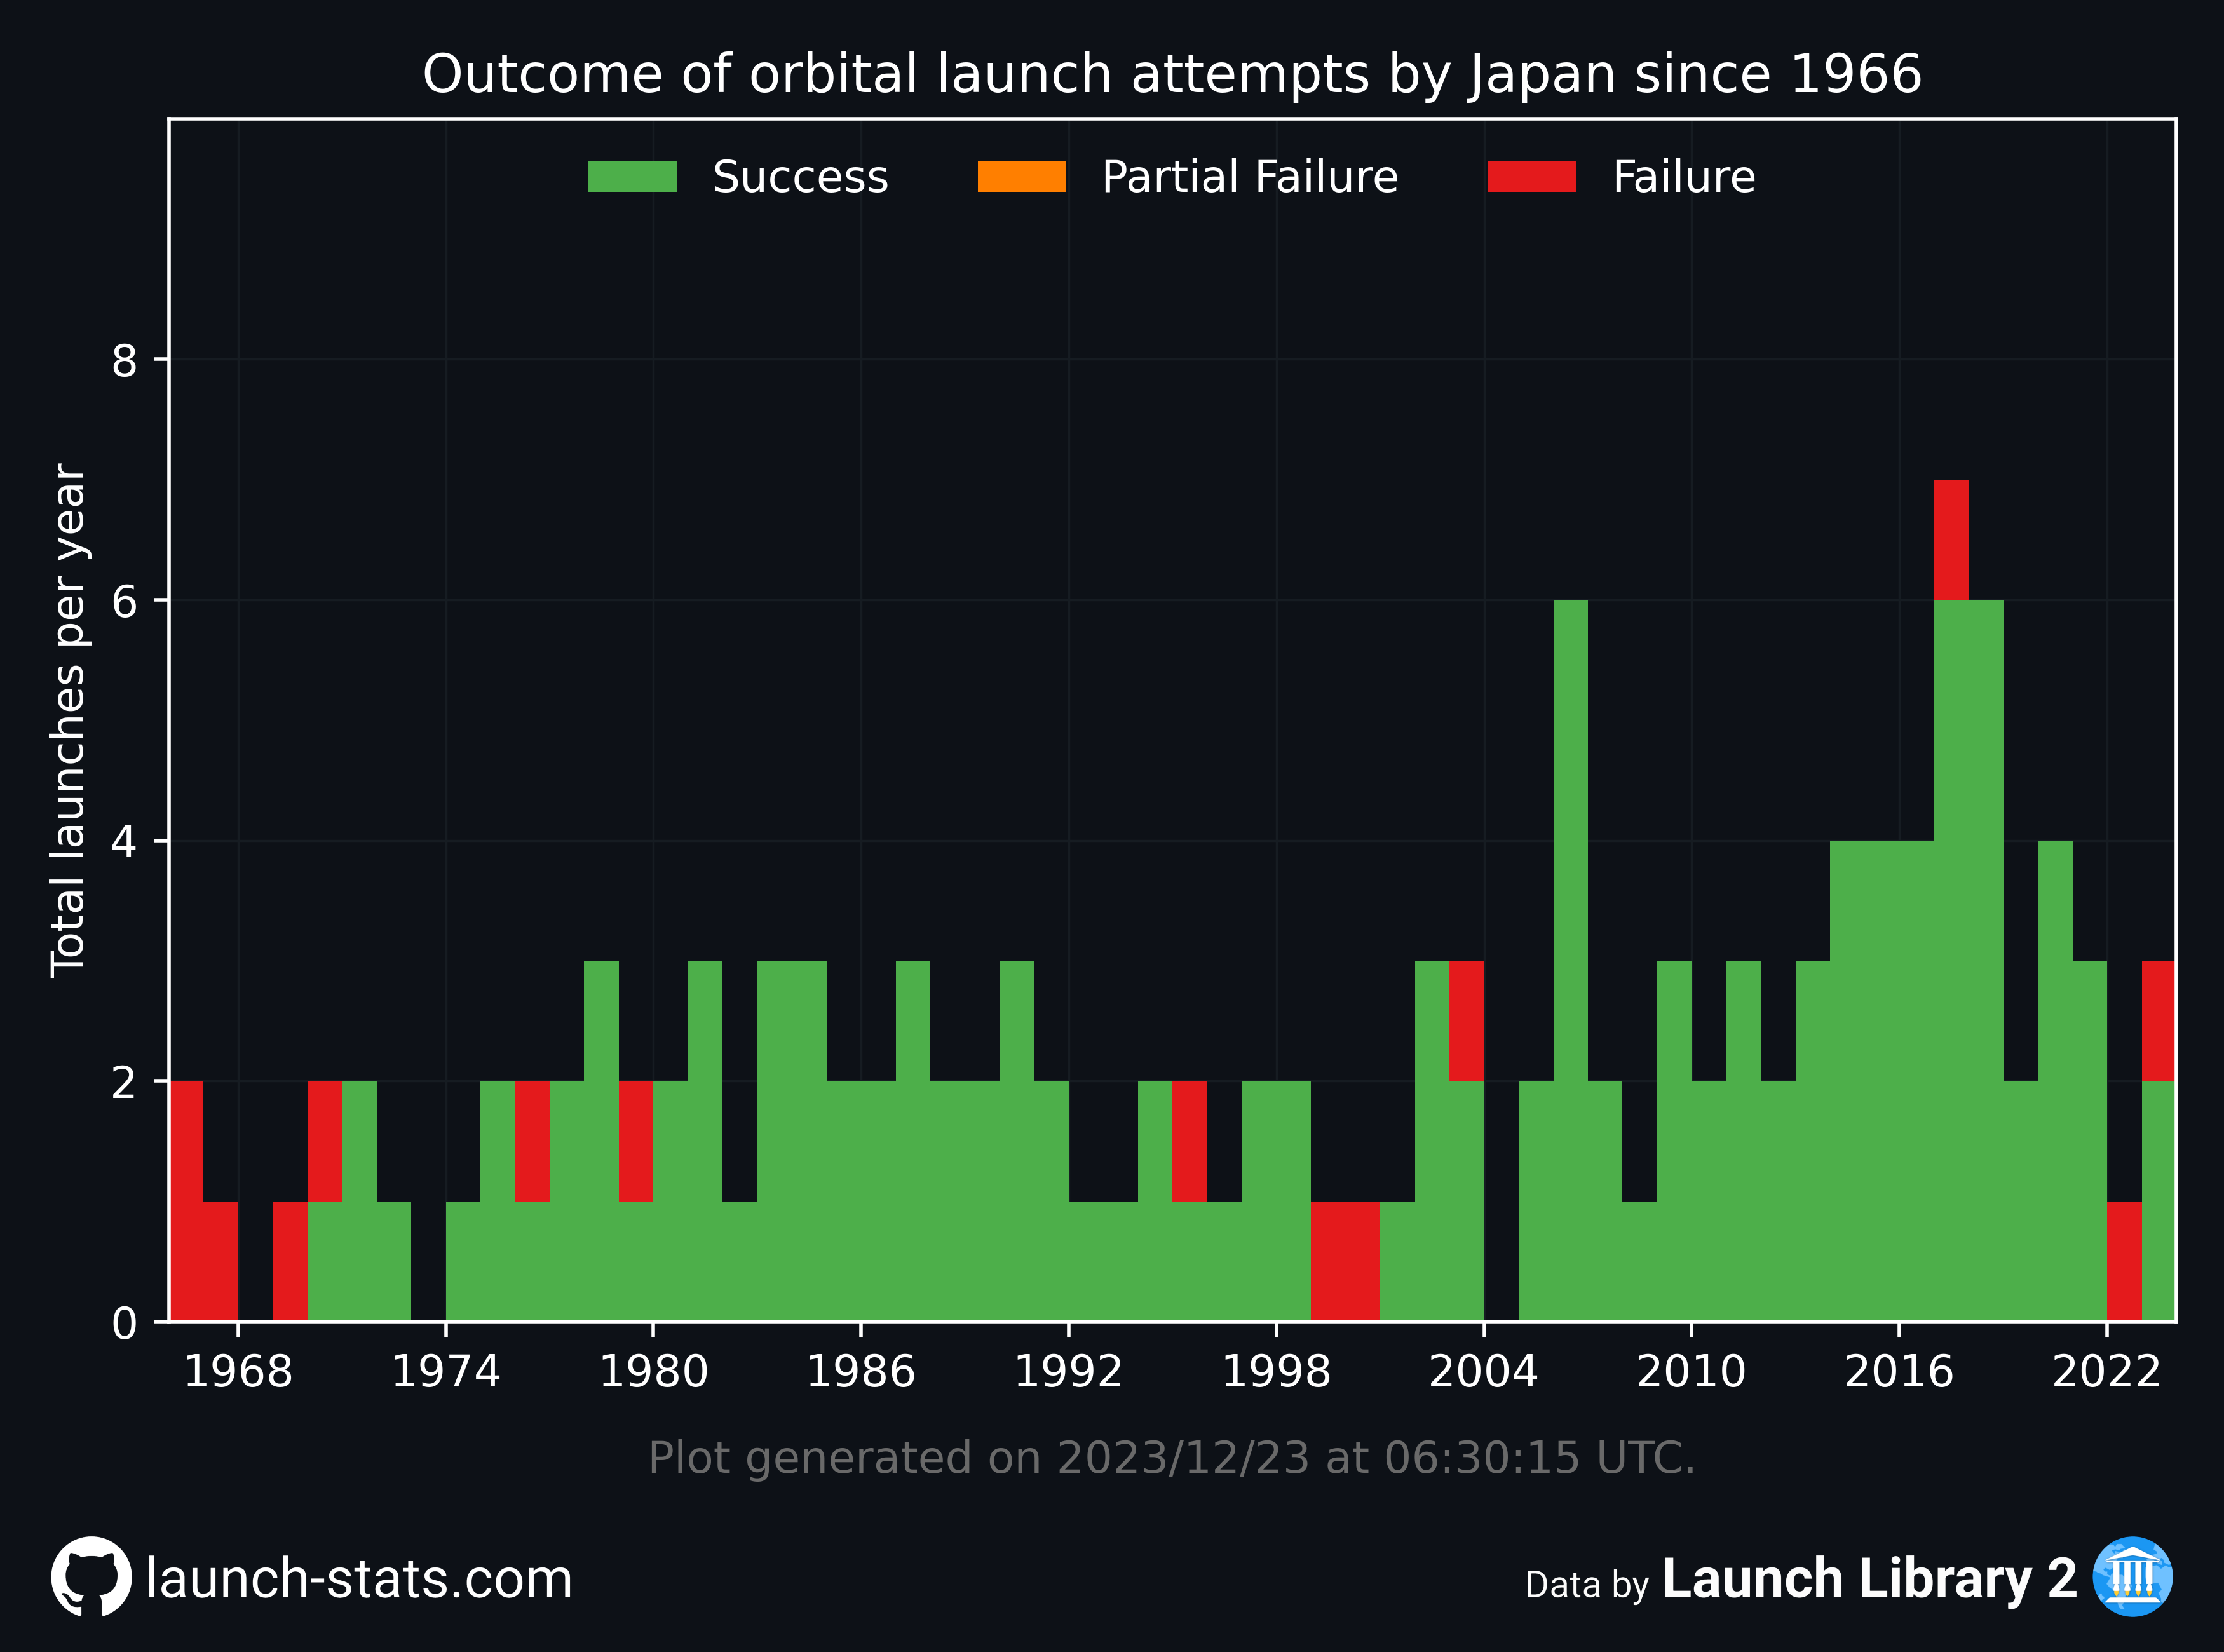 Outcome of orbital launch attempts by Japan since 1966
Success Partial Failure Failure
Total launches per year
8
6
4
2
0
1968 1974 1980 1986 1992 1998 2004 2010 2016 2022
Plot generated on 2023/12/23 at 06:30:15 UTC.
launch-stats.com
Data by Launch Library 2